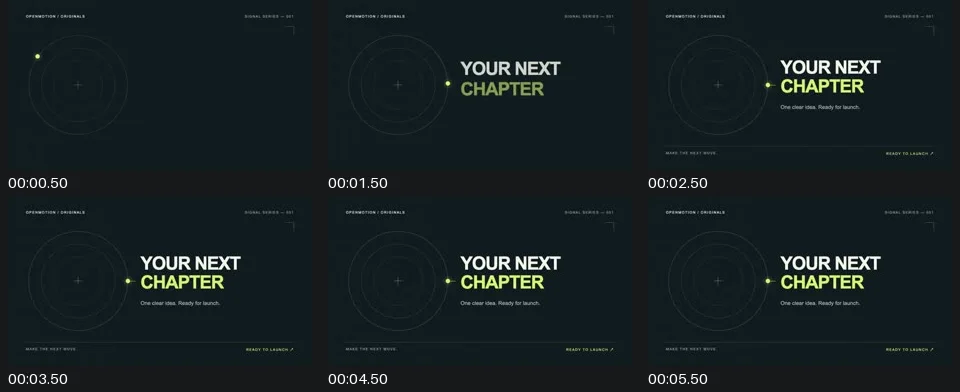 OPENMOTION / ORIGINALS
SIGNAL SERIES — 001
00:00.50
OPENMOTION / ORIGINALS
SIGNAL SERIES — 001
YOUR NEXT
CHAPTER
00:01.50
OPENMOTION / ORIGINALS
SIGNAL SERIES — 001
YOUR NEXT
CHAPTER
One clear idea. Ready for launch.
MAKE THE NEXT MOVE.
READY TO LAUNCH ↗
00:02.50
OPENMOTION / ORIGINALS
SIGNAL SERIES — 001
YOUR NEXT
CHAPTER
One clear idea. Ready for launch.
MAKE THE NEXT MOVE.
READY TO LAUNCH ↗
00:03.50
OPENMOTION / ORIGINALS
SIGNAL SERIES — 001
YOUR NEXT
CHAPTER
One clear idea. Ready for launch.
MAKE THE NEXT MOVE.
READY TO LAUNCH ↗
00:04.50
OPENMOTION / ORIGINALS
SIGNAL SERIES — 001
YOUR NEXT
CHAPTER
One clear idea. Ready for launch.
MAKE THE NEXT MOVE.
READY TO LAUNCH ↗
00:05.50